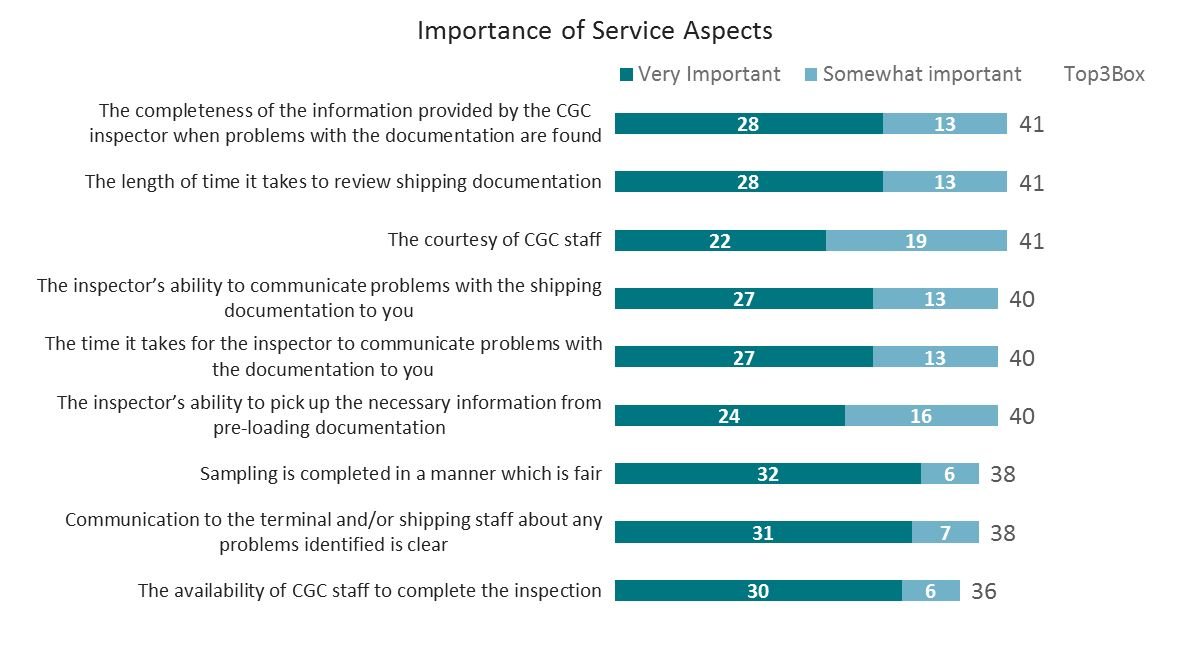 Importance of Service Aspects
Very Important Somewhat important Top3Box
The completeness of the information provided by the CGC
inspector when problems with the documentation are found
28 13 41
The length of time it takes to review shipping documentation 28 13 41
The courtesy of CGC staff 22 19 41
The inspector’s ability to communicate problems with the shipping
documentation to you
27 13 40
The time it takes for the inspector to communicate problems with
the documentation to you
27 13 40
The inspector’s ability to pick up the necessary information from
pre-loading documentation
24 16 40
Sampling is completed in a manner which is fair 32 6 38
Communication to the terminal and/or shipping staff about any
problems identified is clear
31 7 38
The availability of CGC staff to complete the inspection 30 6 36